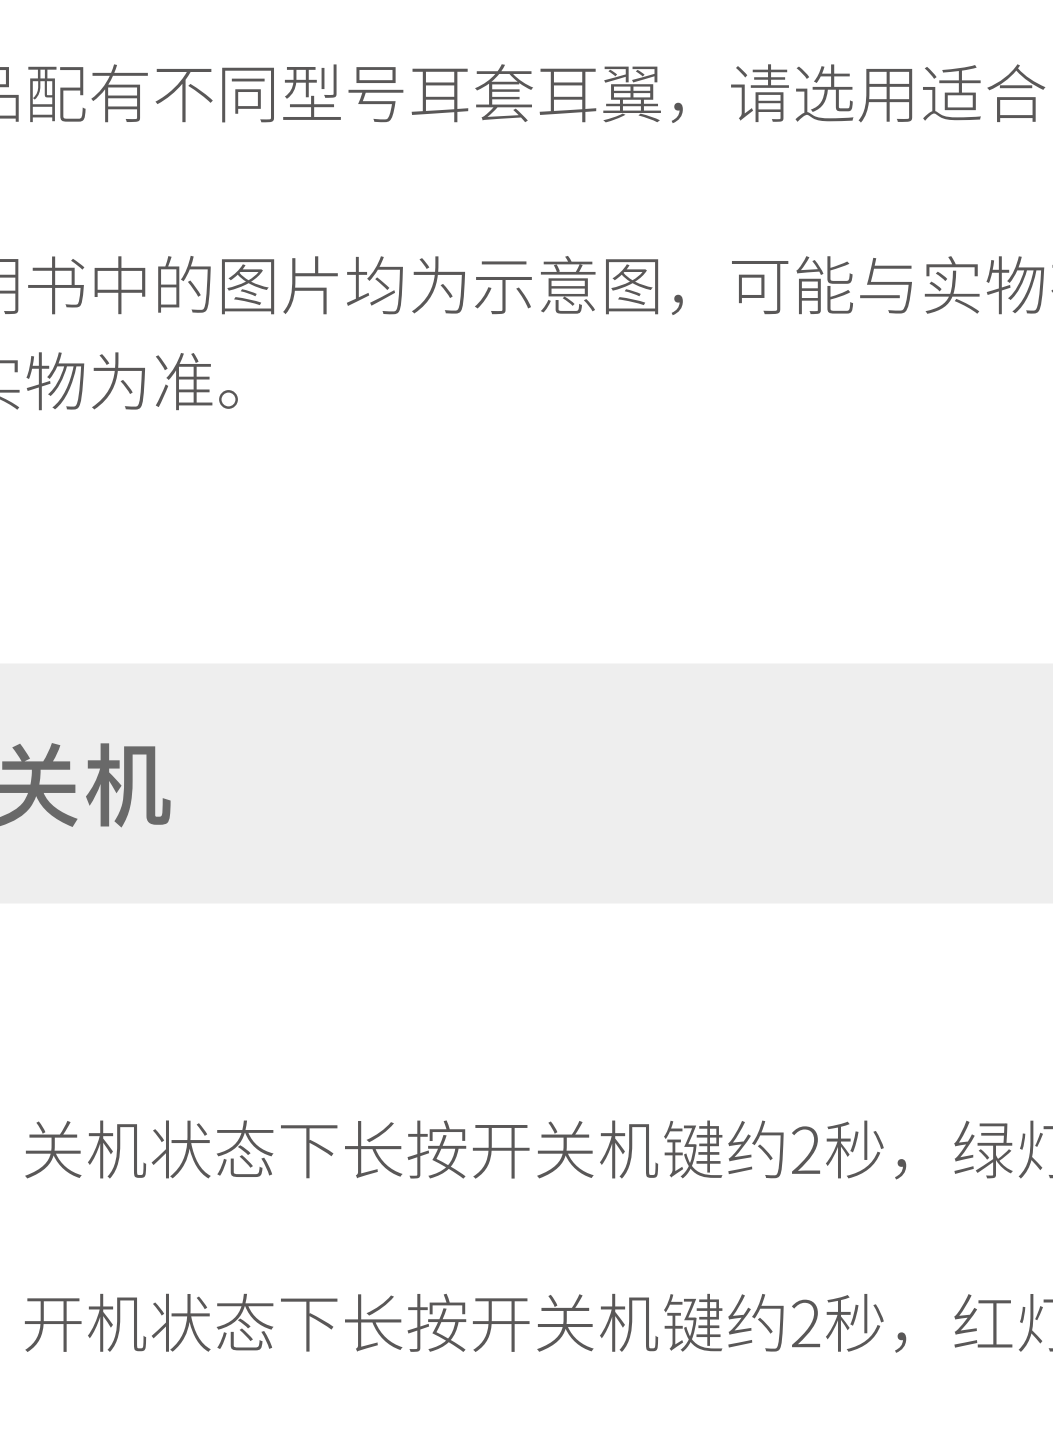 品配有不同型号耳套耳翼，请选用适合
明书中的图片均为示意图，可能与实物
实物为准。
关机
关机状态下长按开关机键约2秒，绿灯
开机状态下长按开关机键约2秒，红灯